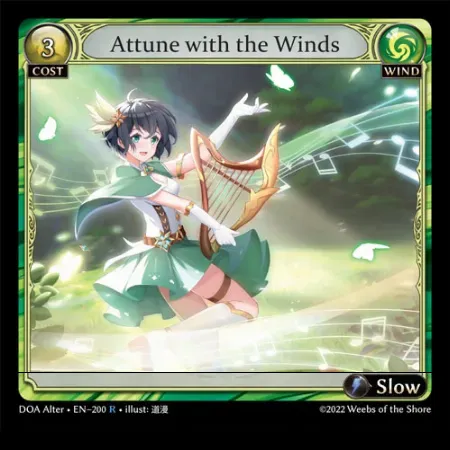 3
COST
Attune with the Winds
WIND
Slow
DOA Alter • EN-200 R • illust: 道漫
©2022 Weebs of the Shore